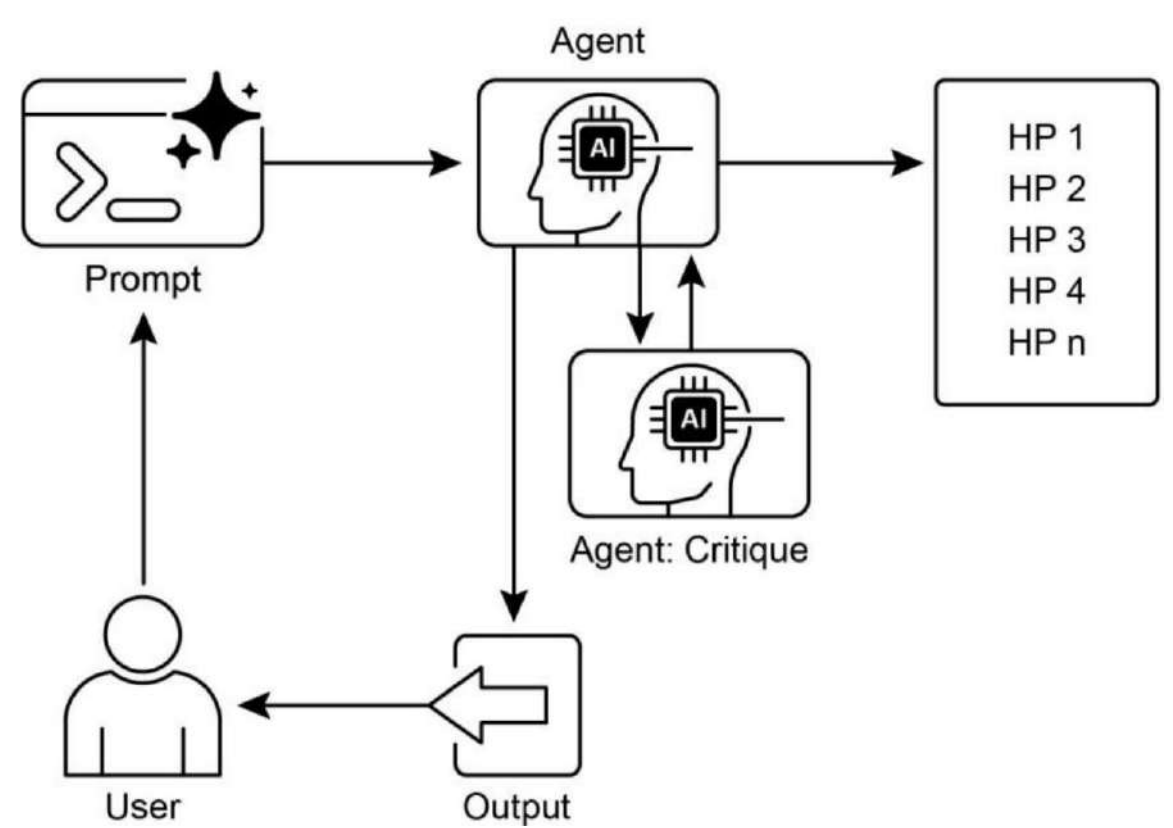 Agent
AI
HP 1
HP 2
HP 3
HP 4
HP n
Prompt
AI
Agent: Critique
User
Output